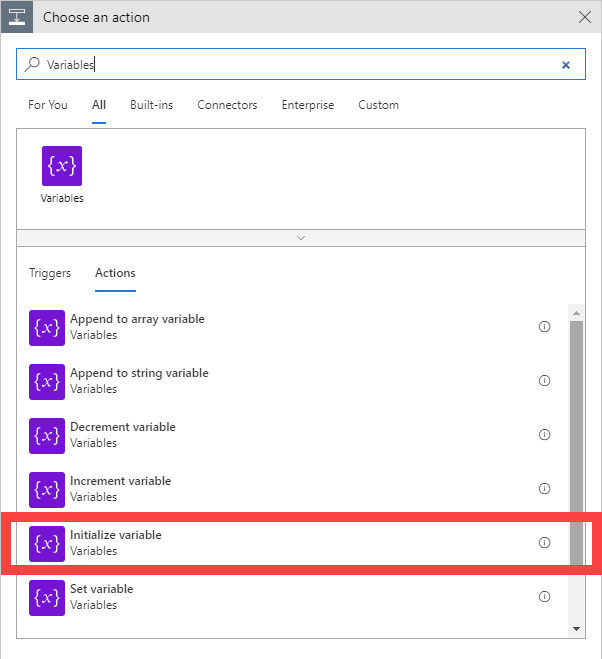 Choose an action
Variables
For You All Built-ins Connectors Enterprise Custom
{x}
Variables
Triggers Actions
{x} Append to array variable
Variables
{x} Append to string variable
Variables
{x} Decrement variable
Variables
{x} Increment variable
Variables
{x} Initialize variable
Variables
{x} Set variable
Variables